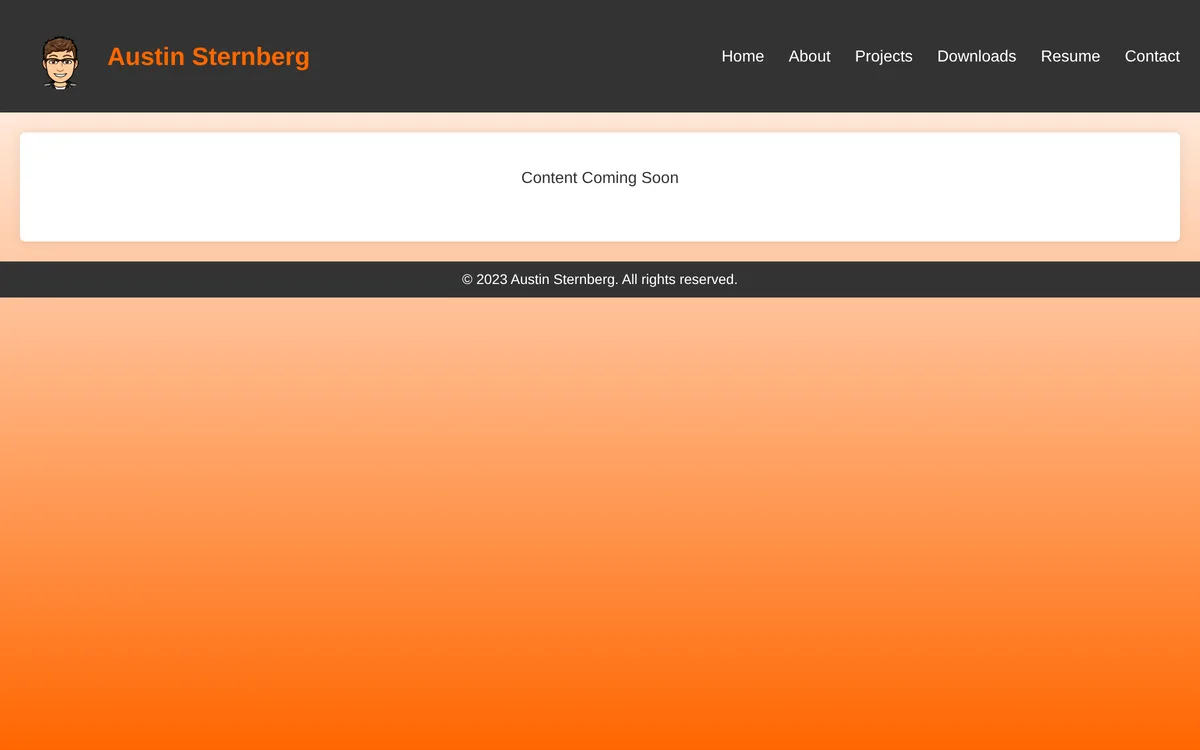 Austin Sternberg
Home About Projects Downloads Resume Contact
Content Coming Soon
© 2023 Austin Sternberg. All rights reserved.